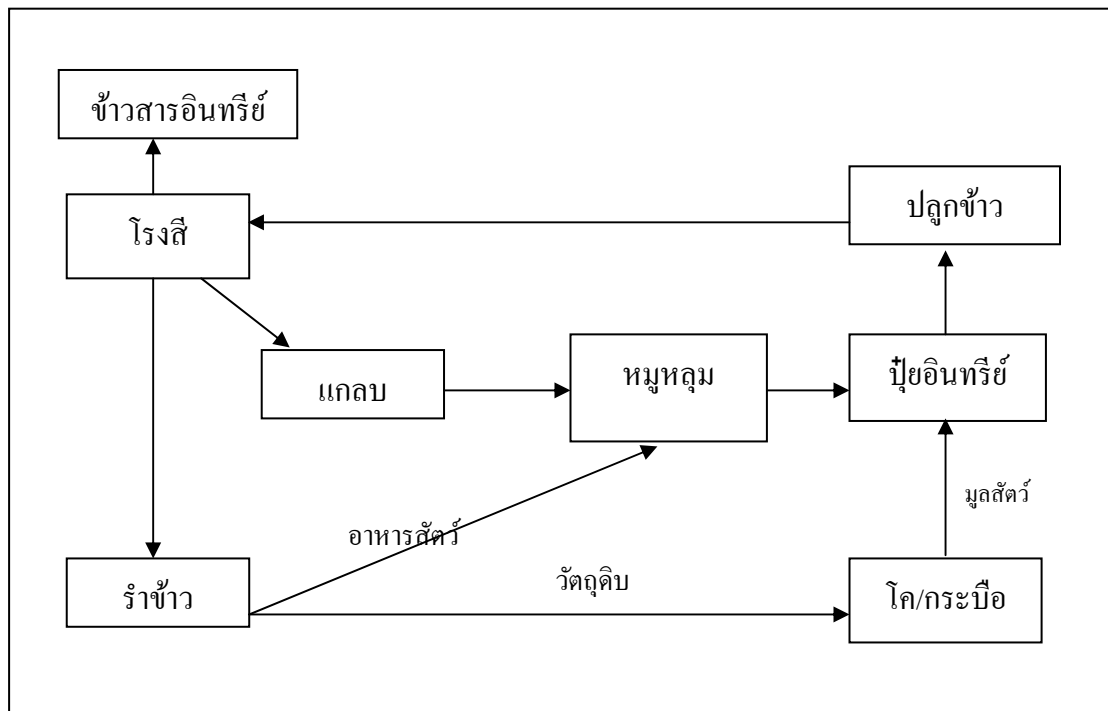 ข้าวสารอินทรีย์
ปลูกข้าว
โรงสี
แกลบ
หมูหลุม
ปุ๋ยอินทรีย์
มูลสัตว์
อาหารสัตว์
วัตถุดิบ
รำข้าว
โค/กระบือ